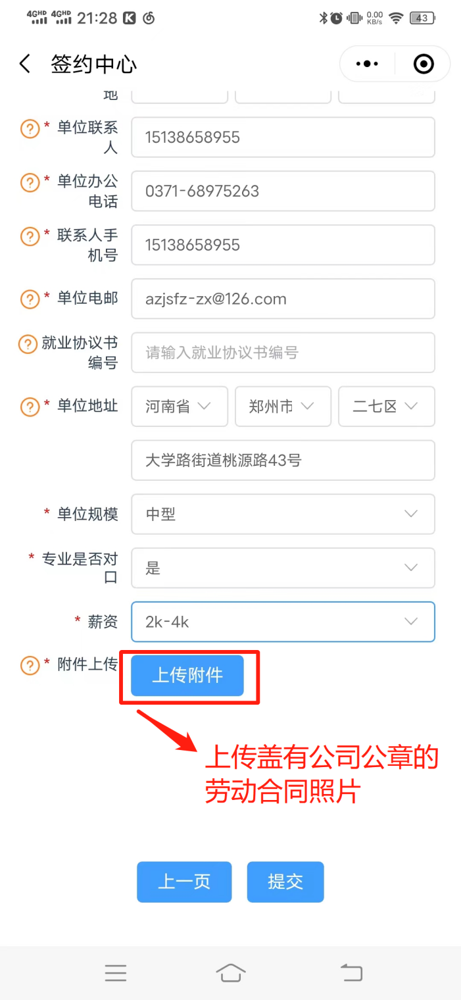 4GHD 4GHD 21:28 K 0.00 KB/s 43
签约中心
地
? * 单位联系人 15138658955
? * 单位办公电话 0371-68975263
? * 联系人手机号 15138658955
? * 单位电邮 azjsfz-zx@126.com
? 就业协议书编号 请输入就业协议书编号
? * 单位地址 河南省 郑州市 二七区
大学路街道桃源路43号
* 单位规模 中型
* 专业是否对口 是
* 薪资 2k-4k
? * 附件上传 上传附件
上传盖有公司公章的
劳动合同照片
上一页 提交